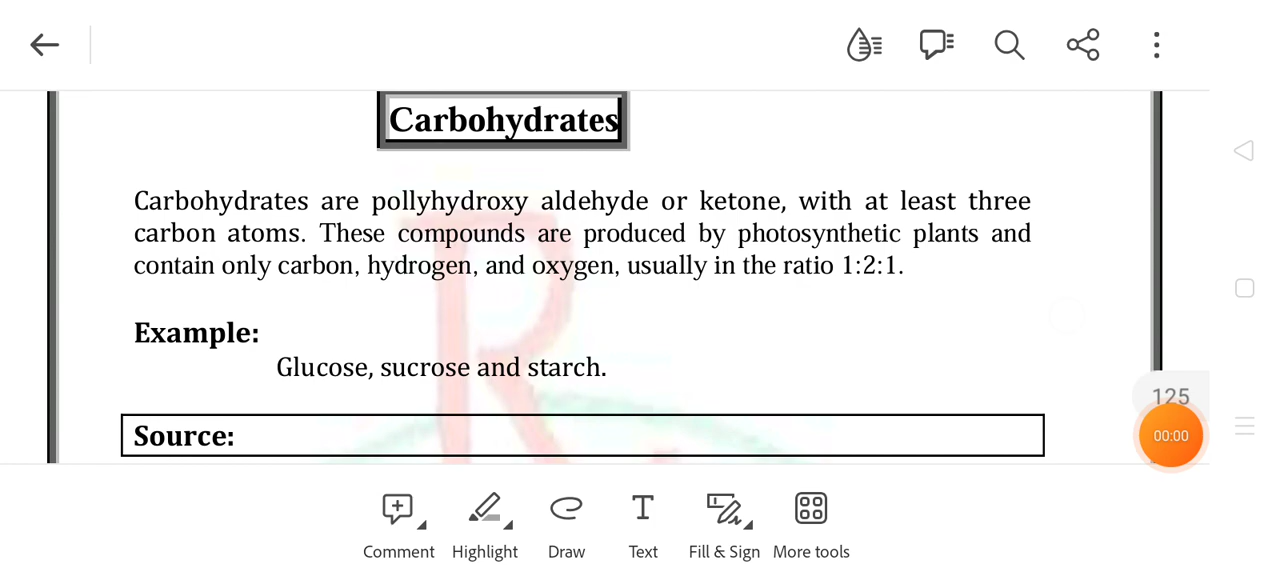 Carbohydrates
Carbohydrates are pollyhydroxy aldehyde or ketone, with at least three
carbon atoms. These compounds are produced by photosynthetic plants and
contain only carbon, hydrogen, and oxygen, usually in the ratio 1:2:1.
Example:
Glucose, sucrose and starch.
125
Source:
00:00
Comment Highlight Draw Text Fill & Sign More tools